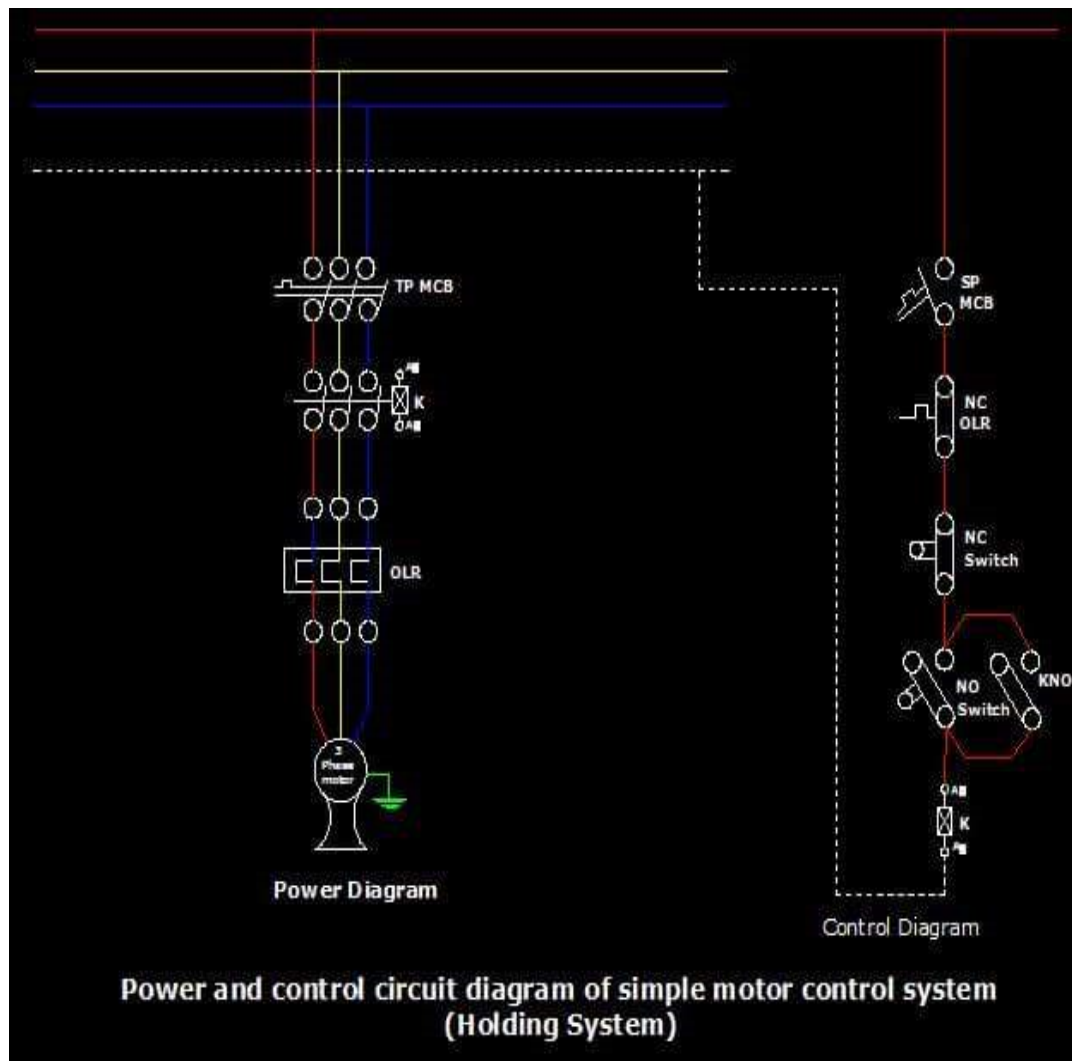 TP MCB
SP
MCB
K
NC
OLR
NC
Switch
OLR
NO
Switch
KNO
3
Phase
motor
K
Power Diagram
Control Diagram
Power and control circuit diagram of simple motor control system
(Holding System)